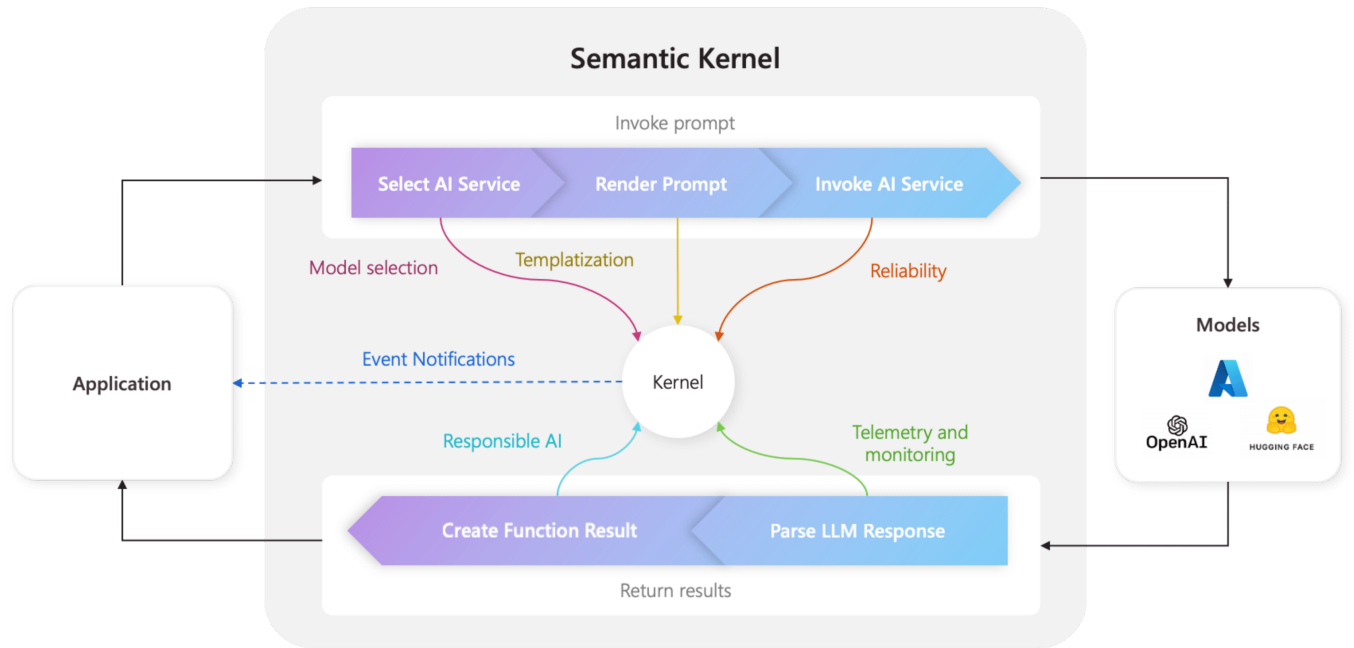 Semantic Kernel
Invoke prompt
Select AI Service
Render Prompt
Invoke AI Service
Model selection
Templatization
Reliability
Application
Event Notifications
Kernel
Models
OpenAI
HUGGING FACE
Responsible AI
Telemetry and
monitoring
Create Function Result
Parse LLM Response
Return results